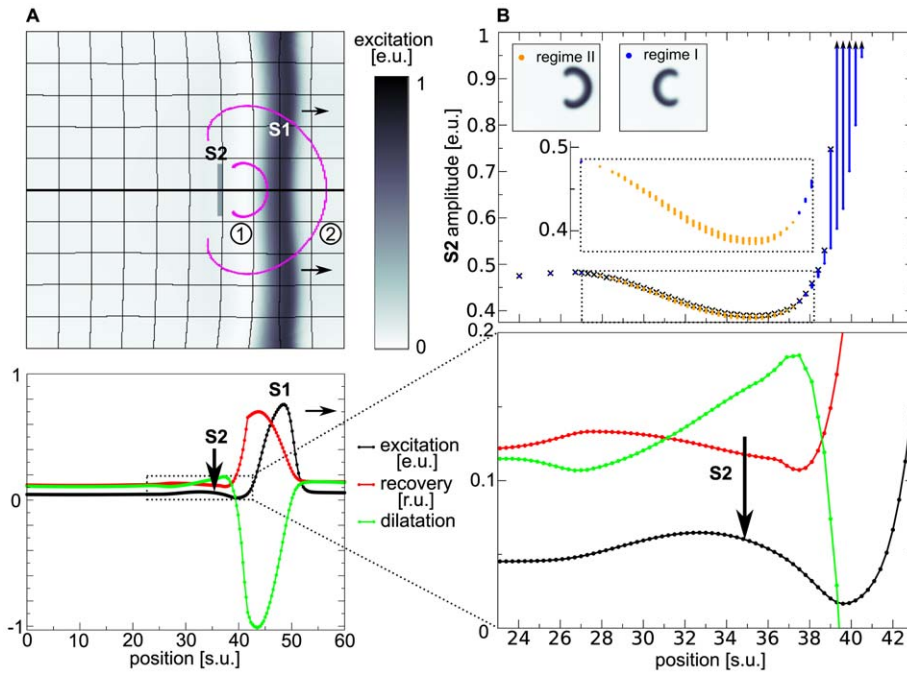 A
excitation
[e.u.]
1
0
S1
S2
① ②
1
0
-1
S1
S2
0 10 20 30 40 50 60
position [s.u.]
excitation
[e.u.]
recovery
[r.u.]
dilatation
B
1
0.9
0.8
0.7
0.6
0.5
0.4
S2 amplitude [e.u.]
regime II
regime I
0.5
0.4
0.2
0.1
0
S2
23 24 26 28 30 32 34 36 38 40 42
position [s.u.]